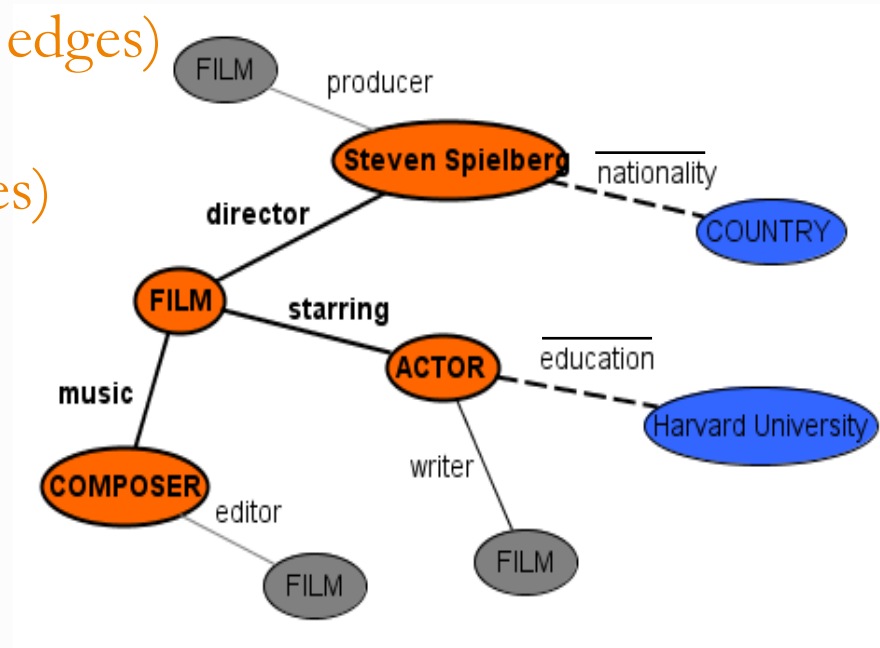 edges)
FILM
producer
Steven Spielberg
nationality
es)
director
COUNTRY
FILM
starring
education
ACTOR
music
Harvard University
writer
COMPOSER
editor
FILM
FILM